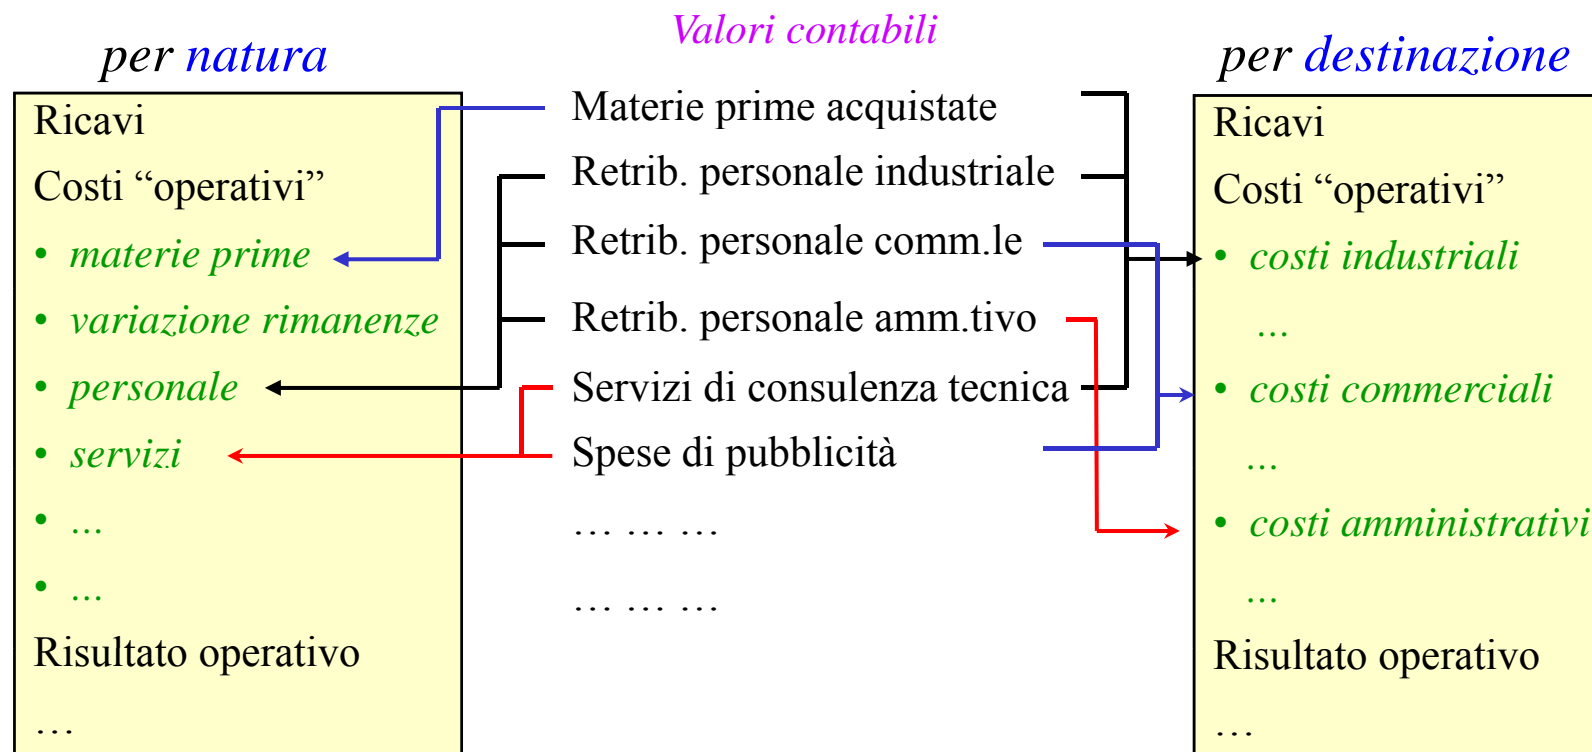 Valori contabili
per natura
Ricavi
Costi “operativi”
• materie prime
• variazione rimanenze
• personale
• servizi
• ...
• ...
Risultato operativo
…
Materie prime acquistate
Retrib. personale industriale
Retrib. personale comm.le
Retrib. personale amm.tivo
Servizi di consulenza tecnica
Spese di pubblicità
… … …
… … …
per destinazione
Ricavi
Costi “operativi”
• costi industriali
...
• costi commerciali
...
• costi amministrativi
...
Risultato operativo
…